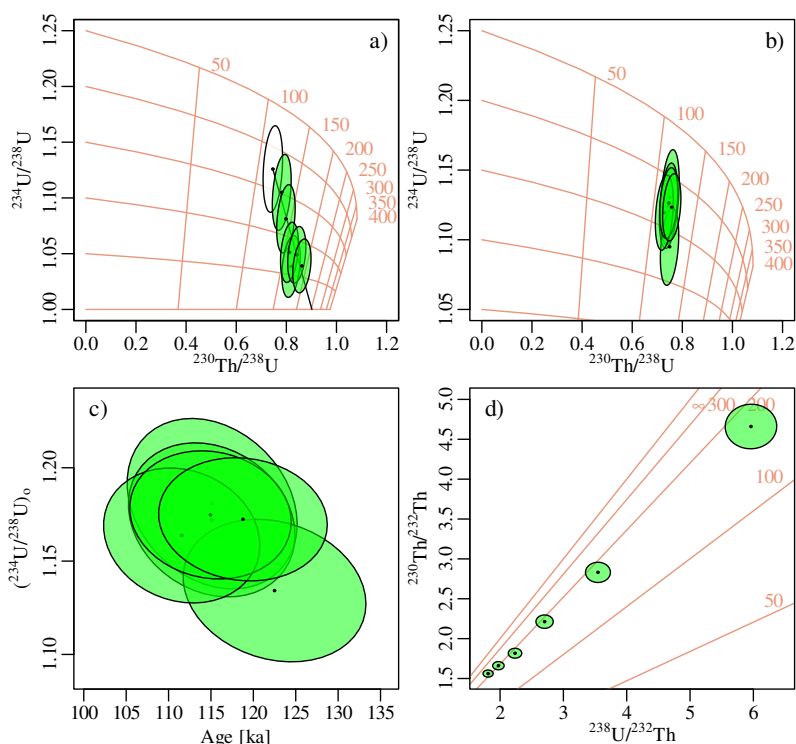 a)
1.25
1.20
1.15
1.10
1.05
1.00
²³⁴U/²³⁸U
50
100
150
200
250
300
350
400
0.0 0.2 0.4 0.6 0.8 1.0 1.2
²³⁰Th/²³⁸U
b)
1.25
1.20
1.15
1.10
1.05
²³⁴U/²³⁸U
50
100
150
200
250
300
350
400
0.0 0.2 0.4 0.6 0.8 1.0 1.2
²³⁰Th/²³⁸U
c)
1.20
1.15
1.10
(²³⁴U/²³⁸U)ₒ
100 105 110 115 120 125 130 135
Age [ka]
d)
5.0
4.5
4.0
3.5
3.0
2.5
2.0
1.5
²³⁰Th/²³²Th
∞ 300 200
100
50
2 3 4 5 6
²³⁸U/²³²Th